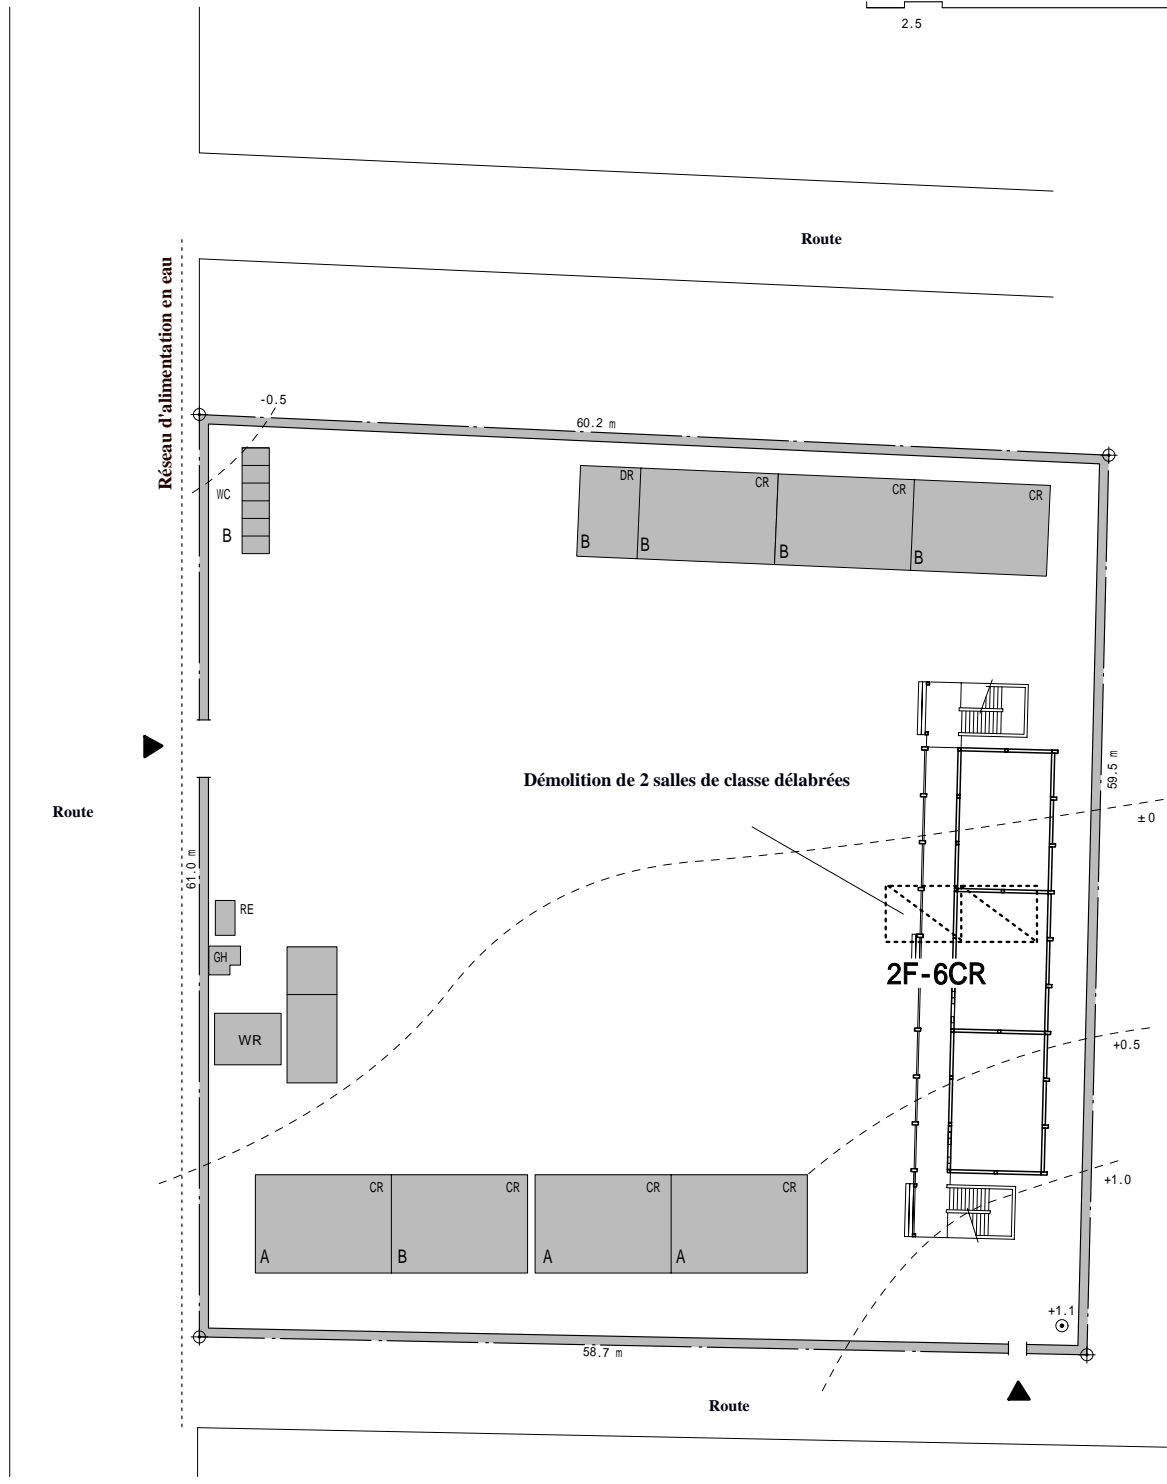 2.5
Route
Réseau d'alimentation en eau
-0.5
60.2 m
WC
B
DR
CR
CR
CR
B
B
B
B
59.5 m
Démolition de 2 salles de classe délabrées
±0
Route
61.0 m
RE
GH
2F-6CR
WR
+0.5
+1.0
CR
CR
CR
CR
A
B
A
A
+1.1
58.7 m
Route